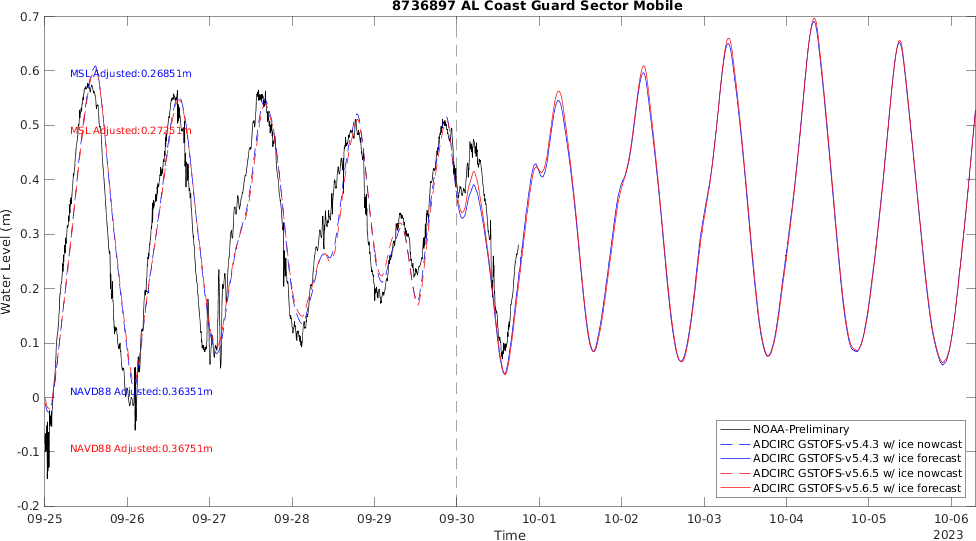 8736897 AL Coast Guard Sector Mobile
0.7
0.6
0.5
0.4
0.3
0.2
0.1
0
-0.1
-0.2
Water Level (m)
MSL Adjusted:0.26851m
MSL Adjusted:0.27251m
NAVD88 Adjusted:0.36351m
NAVD88 Adjusted:0.36751m
NOAA-Preliminary
ADCIRC GSTOFS-v5.4.3 w/ ice nowcast
ADCIRC GSTOFS-v5.4.3 w/ ice forecast
ADCIRC GSTOFS-v5.6.5 w/ ice nowcast
ADCIRC GSTOFS-v5.6.5 w/ ice forecast
09-25 09-26 09-27 09-28 09-29 09-30 10-01 10-02 10-03 10-04 10-05 10-06
Time
2023